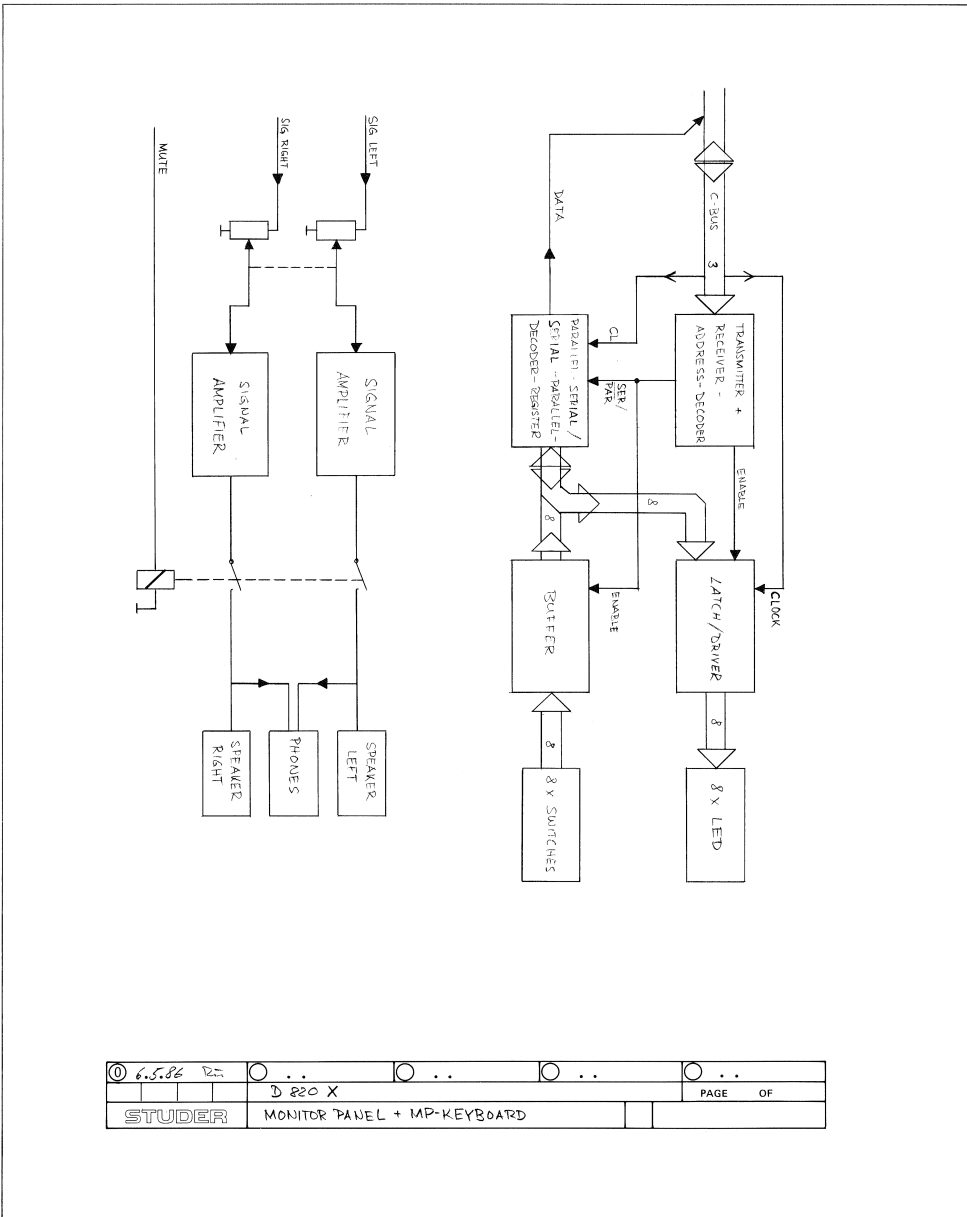 MUTE
SIG RIGHT
SIG LEFT
SIGNAL
AMPLIFIER
SIGNAL
AMPLIFIER
SPEAKER
RIGHT
PHONES
SPEAKER
LEFT
C-BUS
3
DATA
CL
SER/
PAR
TRANSMITTER +
RECEIVER -
ADDRESS-DECODER
PARALLEL-SERIAL/
SERIAL-PARALLEL-
DECODER-REGISTER
ENABLE
CLOCK
8
8
ENABLE
LATCH/DRIVER
BUFFER
8
8
8 X LED
8 X SWITCHES
0 6.5.86
D 820 X
PAGE OF
STUDER
MONITOR PANEL + MP-KEYBOARD